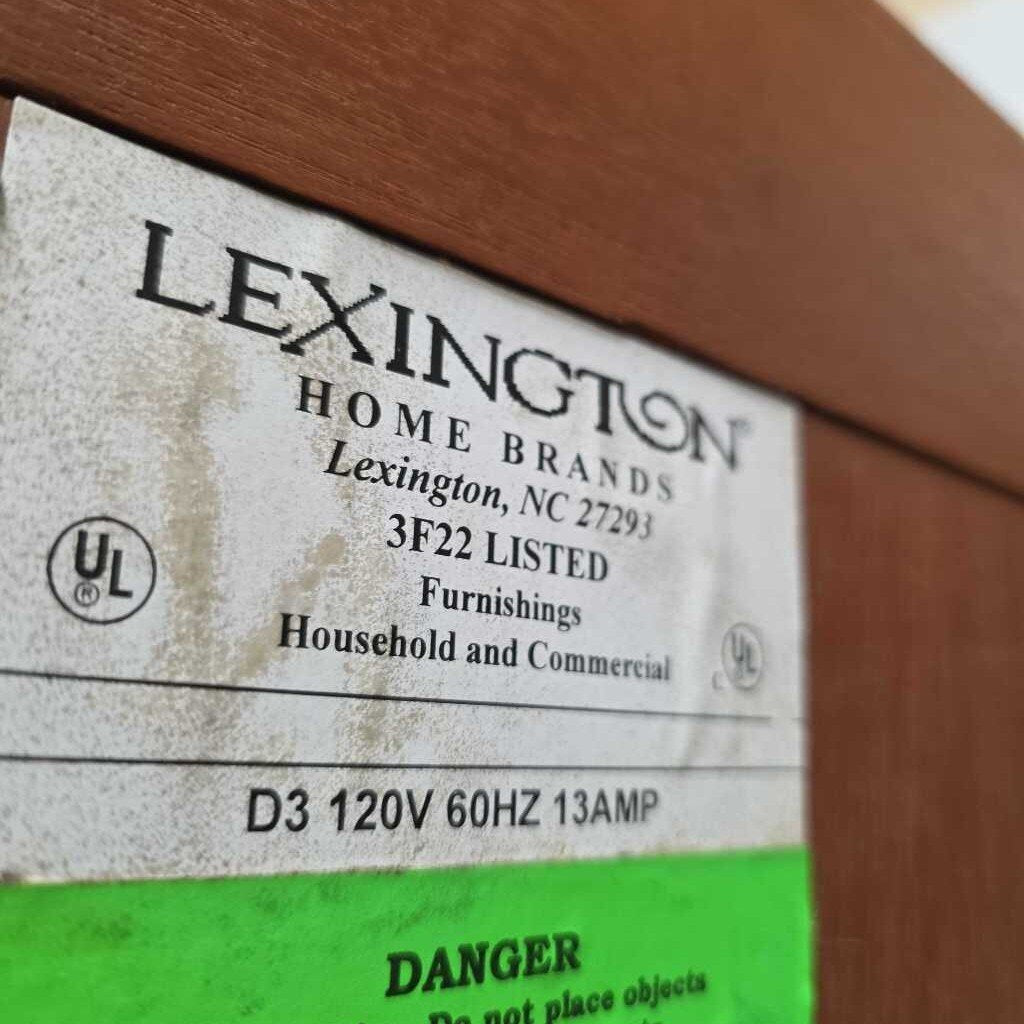 LEXINGTON®
HOME BRANDS
Lexington, NC 27293
3F22 LISTED
Furnishings
Household and Commercial
UL
®
UL
C
D3 120V 60HZ 13AMP
DANGER
Do not place objects